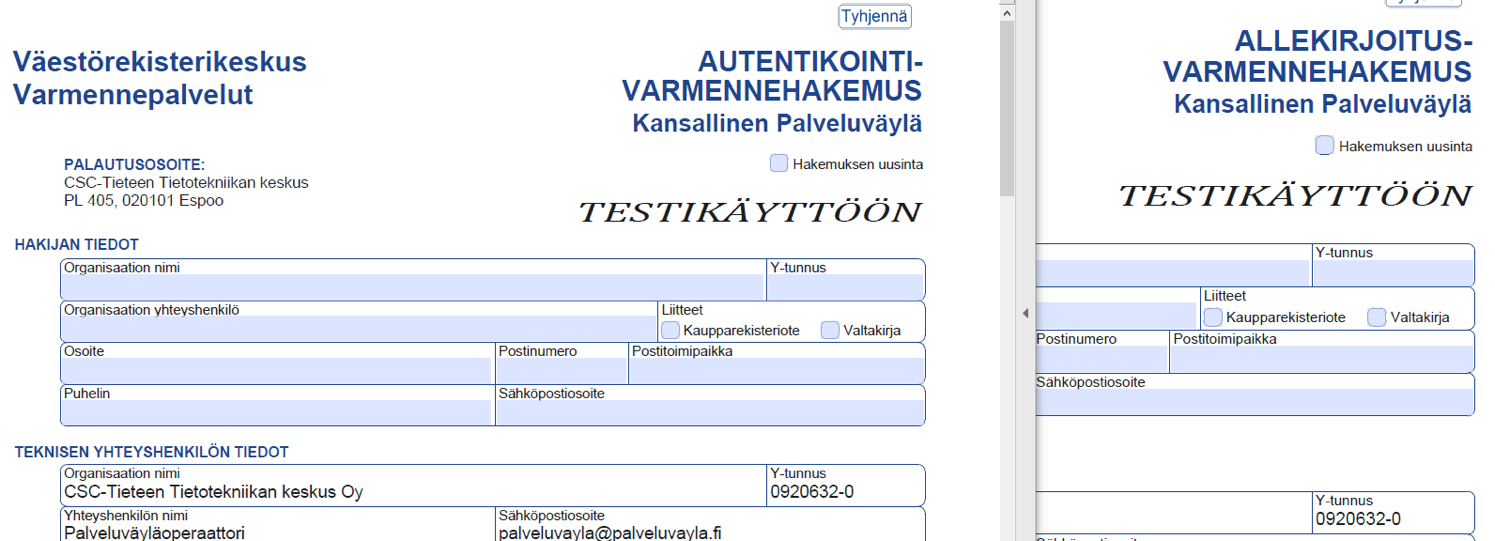 Tyhjennä
Väestörekisterikeskus
Varmennepalvelut
AUTENTIKOINTI-
VARMENNEHAKEMUS
Kansallinen Palveluväylä
PALAUTUSOSOITE:
CSC-Tieteen Tietotekniikan keskus
PL 405, 020101 Espoo
Hakemuksen uusinta
TESTIKÄYTTÖÖN
HAKIJAN TIEDOT
Organisaation nimi
Y-tunnus
Organisaation yhteyshenkilö
Liitteet
Kaupparekisteriote
Valtakirja
Osoite
Postinumero
Postitoimipaikka
Puhelin
Sähköpostiosoite
TEKNISEN YHTEYSHENKILÖN TIEDOT
Organisaation nimi
CSC-Tieteen Tietotekniikan keskus Oy
Y-tunnus
0920632-0
Yhteyshenkilön nimi
Palveluväyläoperaattori
Sähköpostiosoite
palveluvayla@palveluvayla.fi
ALLEKIRJOITUS-
VARMENNEHAKEMUS
Kansallinen Palveluväylä
Hakemuksen uusinta
TESTIKÄYTTÖÖN
Y-tunnus
Liitteet
Kaupparekisteriote
Valtakirja
Postinumero
Postitoimipaikka
Sähköpostiosoite
Y-tunnus
0920632-0